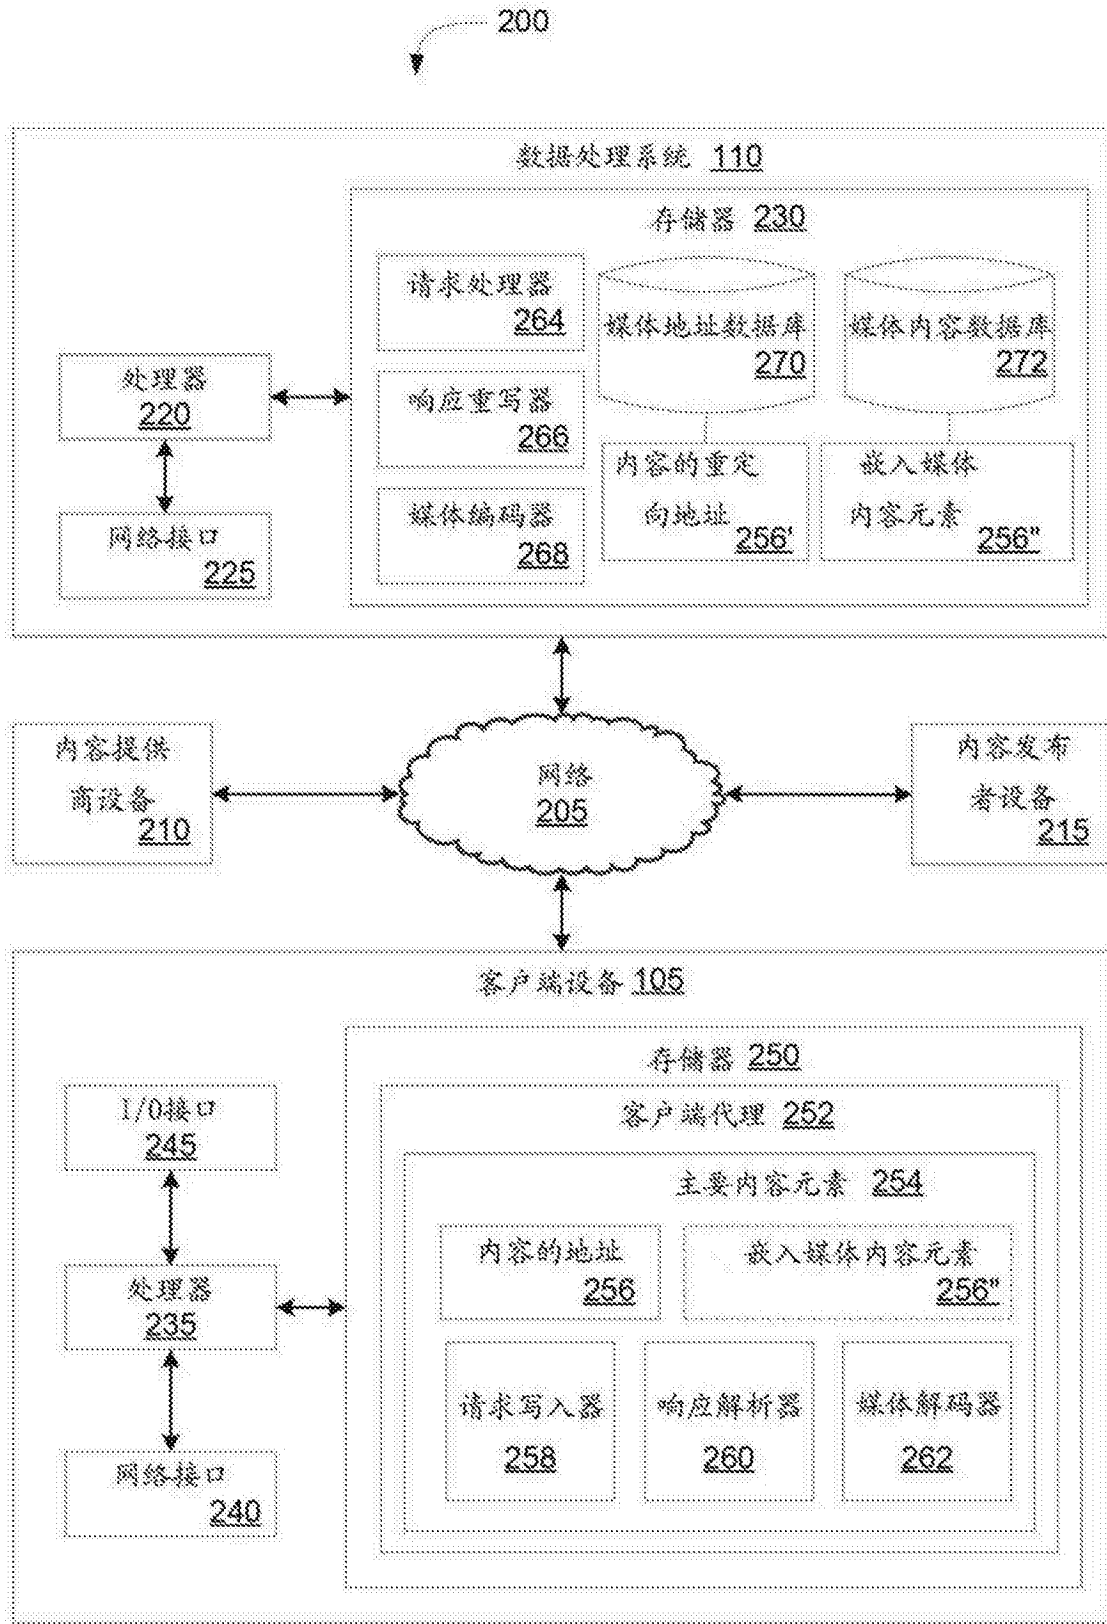 200
数据处理系统 110
存储器 230
请求处理器
264
媒体地址数据库
270
媒体内容数据库
272
处理器
220
响应重写器
266
内容的重定
向地址 256'
嵌入媒体
内容元素 256"
网络接口
225
媒体编码器
268
内容提供
商设备
210
网络
205
内容发布
者设备
215
客户端设备 105
存储器 250
I/O接口
245
客户端代理 252
主要内容元素 254
内容的地址
256
嵌入媒体内容元素
256"
处理器
235
请求写入器
258
响应解析器
260
媒体解码器
262
网络接口
240